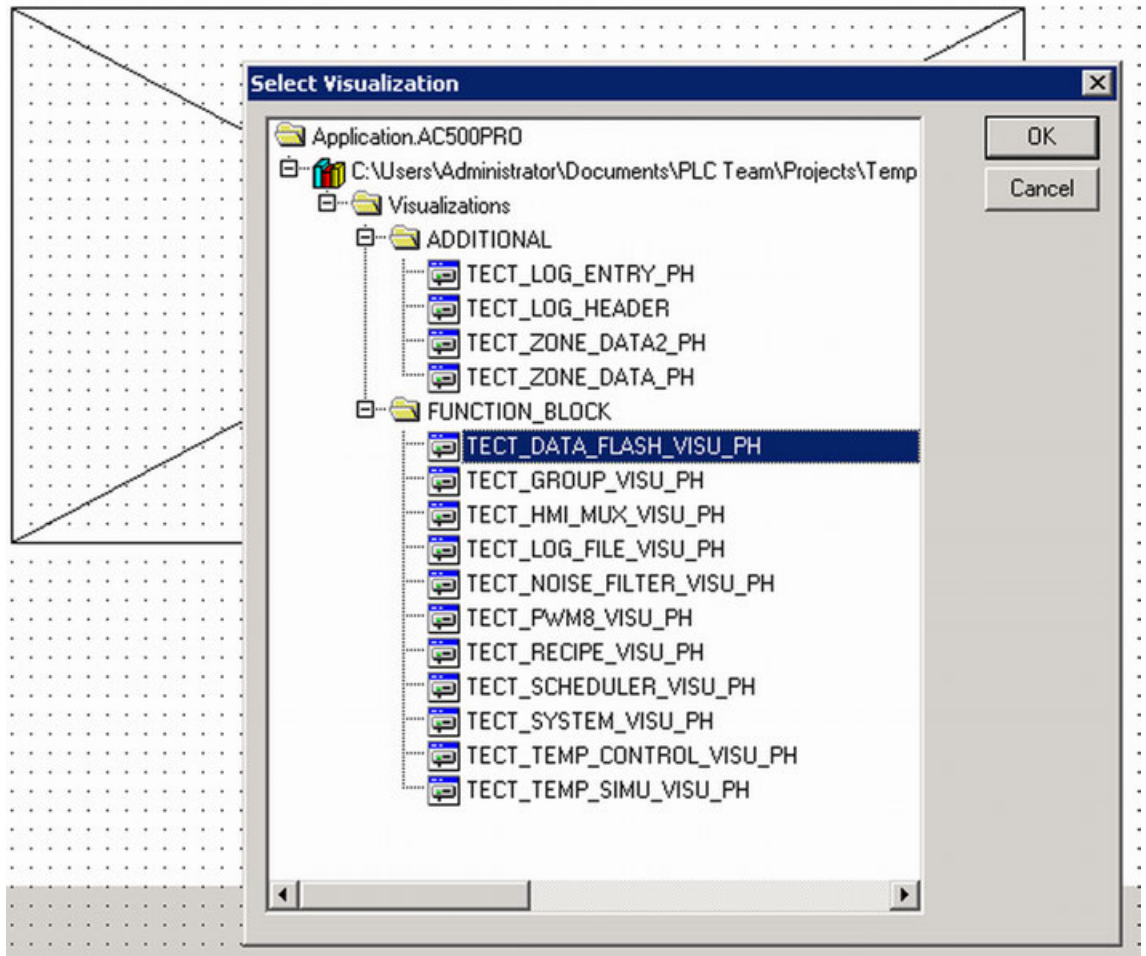 Select Visualization
Application.AC500PRO
OK
C:\Users\Administrator\Documents\PLC Team\Projects\Temp
Cancel
Visualizations
ADDITIONAL
TECT_LOG_ENTRY_PH
TECT_LOG_HEADER
TECT_ZONE_DATA2_PH
TECT_ZONE_DATA_PH
FUNCTION_BLOCK
TECT_DATA_FLASH_VISU_PH
TECT_GROUP_VISU_PH
TECT_HMI_MUX_VISU_PH
TECT_LOG_FILE_VISU_PH
TECT_NOISE_FILTER_VISU_PH
TECT_PWM8_VISU_PH
TECT_RECIPE_VISU_PH
TECT_SCHEDULER_VISU_PH
TECT_SYSTEM_VISU_PH
TECT_TEMP_CONTROL_VISU_PH
TECT_TEMP_SIMU_VISU_PH